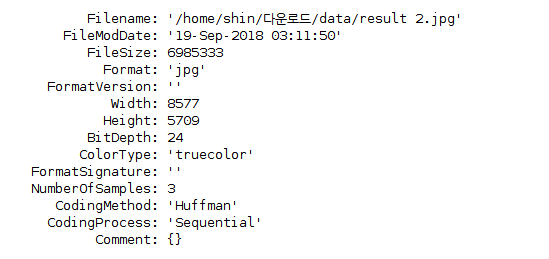 Filename: '/home/shin/다운로드/data/result 2.jpg'
FileModDate: '19-Sep-2018 03:11:50'
FileSize: 6985333
Format: 'jpg'
FormatVersion: ''
Width: 8577
Height: 5709
BitDepth: 24
ColorType: 'truecolor'
FormatSignature: ''
NumberOfSamples: 3
CodingMethod: 'Huffman'
CodingProcess: 'Sequential'
Comment: {}